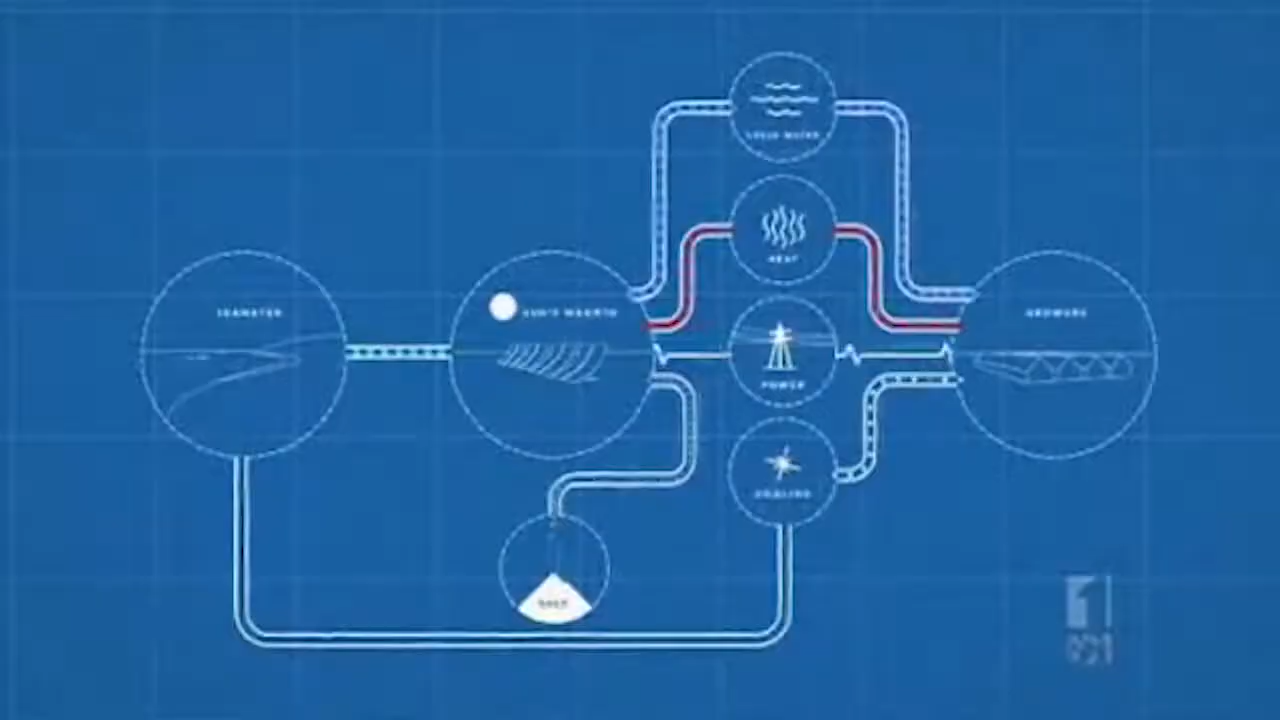 FRESH WATER
HEAT
SEAWATER
SUN'S WARMTH
GROWERS
POWER
COOLING
SALT